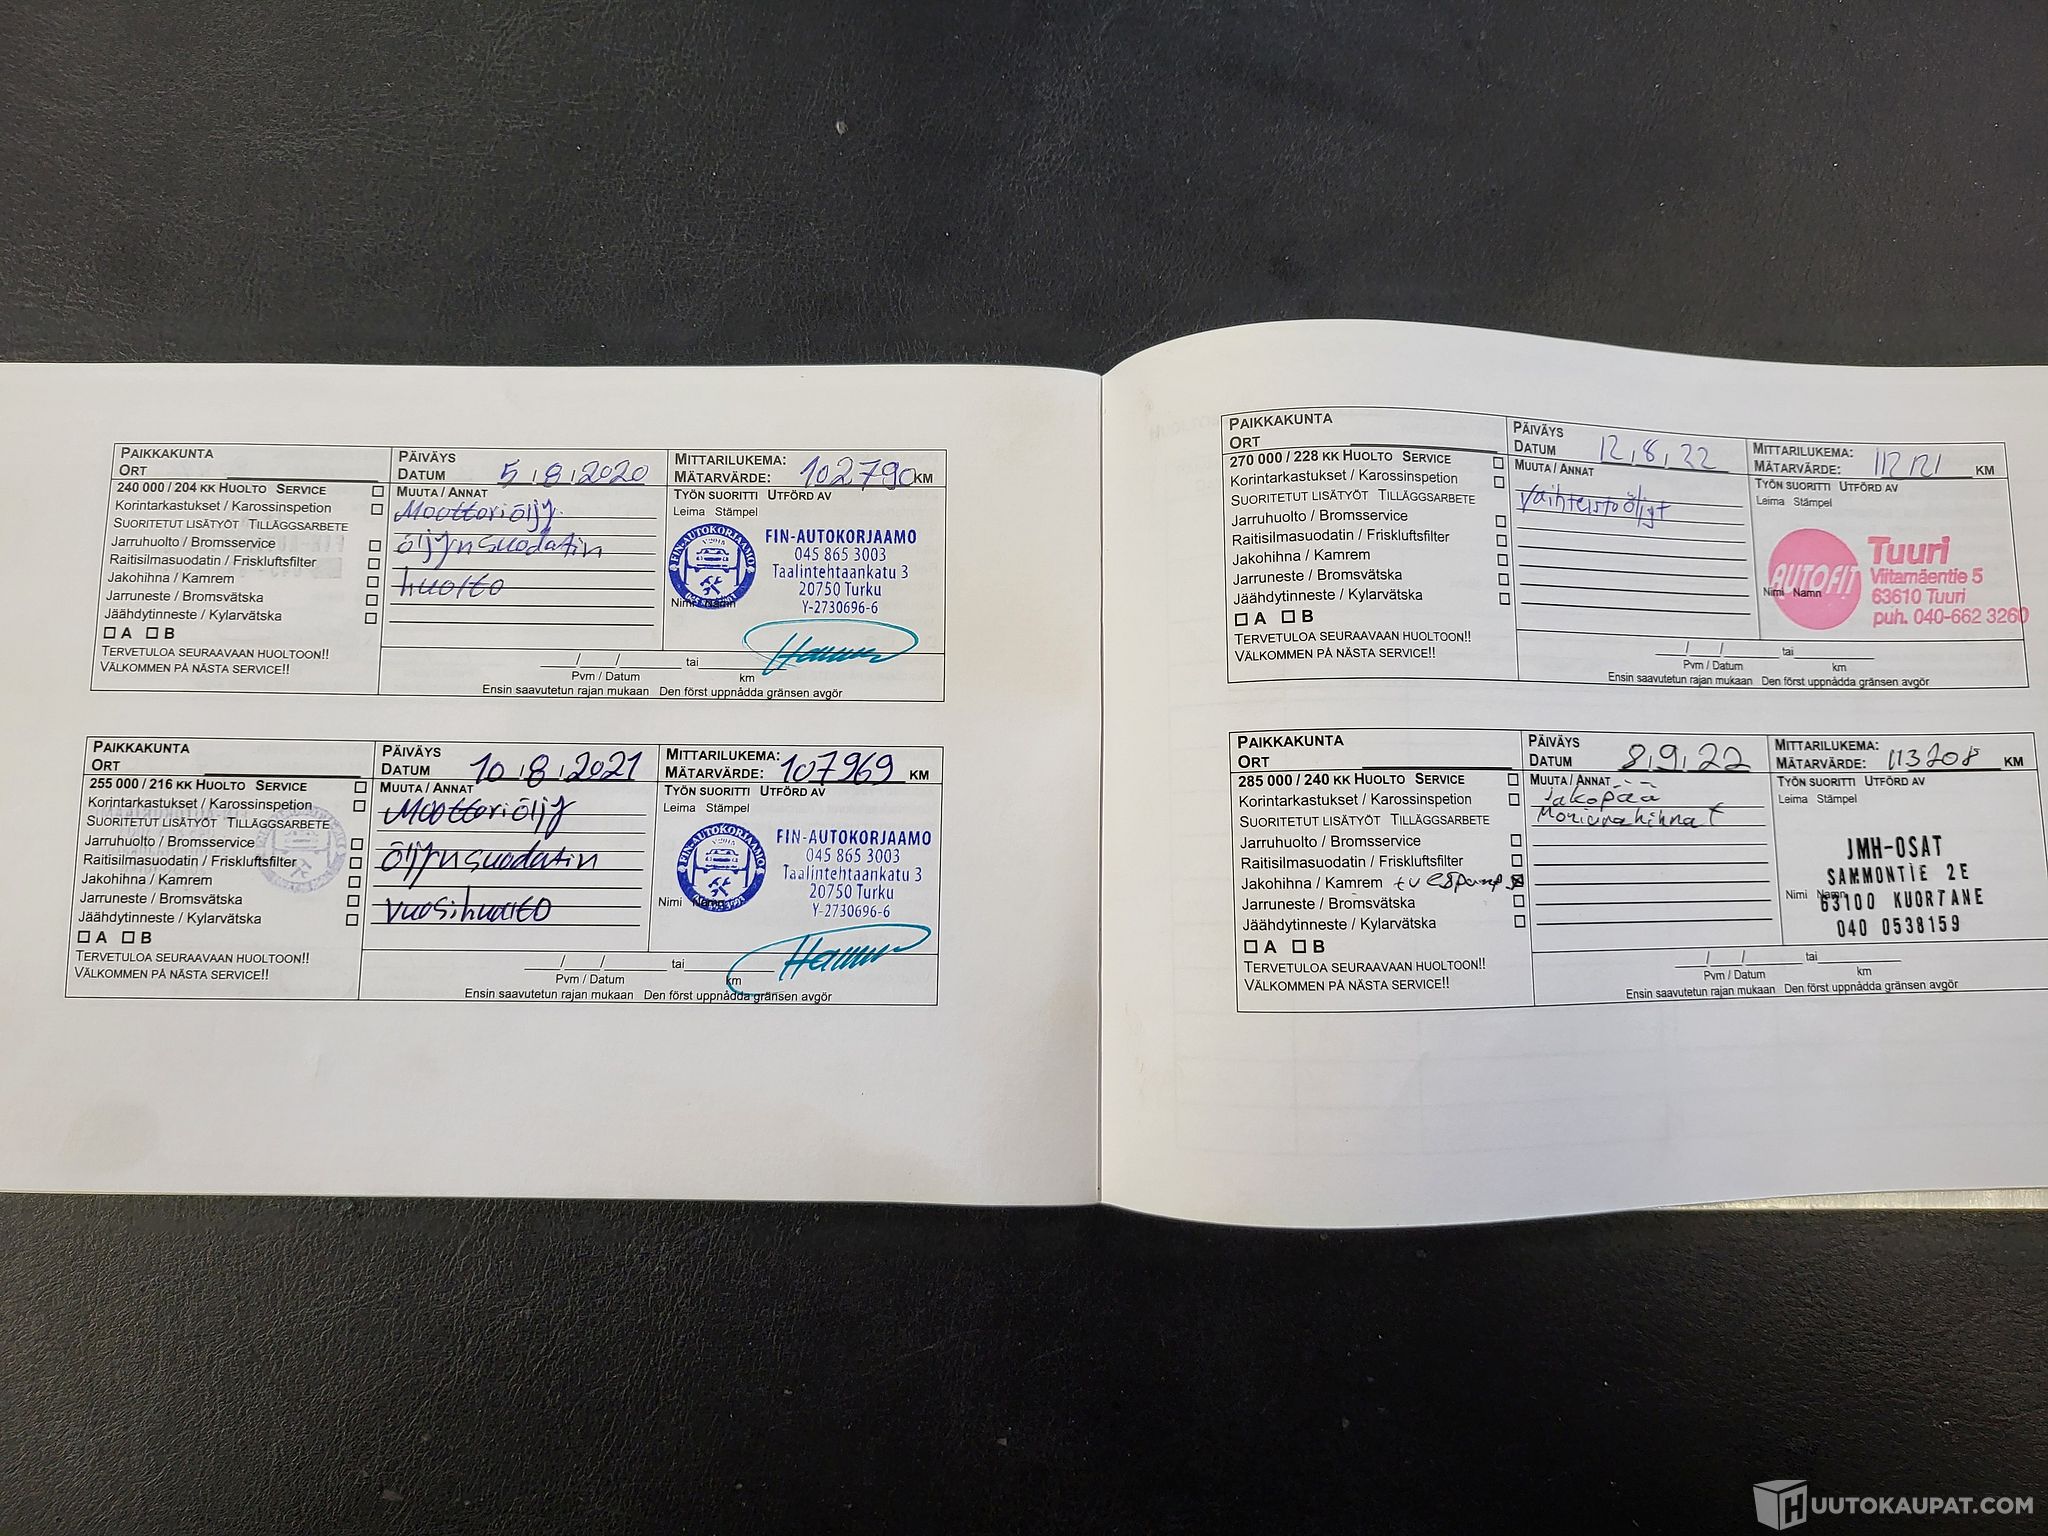 PAIKKAKUNTA
ORT
PÄIVÄYS
DATUM 5.8.2020
MITTARILUKEMA:
MÄTARVÄRDE: 102790 KM
240 000 / 204 KK HUOLTO SERVICE
Korintarkastukset / Karossinspetion
SUORITETUT LISÄTYÖT TILLÄGGSARBETE
Jarruhuolto / Bromsservice
Raitisilmasuodatin / Friskluftsfilter
Jakohihna / Kamrem
Jarruneste / Bromsvätska
Jäähdytinneste / Kylarvätska
A B
TERVETULOA SEURAAVAAN HUOLTOON!!
VÄLKOMMEN PÅ NÄSTA SERVICE!!
MUUTA / ANNAT
Moottoriöljy
öljynsuodatin
huolto
TYÖN SUORITTI UTFÖRD AV
Leima Stämpel
FIN-AUTOKORJAAMO
FIN-AUTOKORJAAMO
045 865 3003
Taalintehtaankatu 3
20750 Turku
Y-2730696-6
Nimi Namn
/ / tai
Pvm / Datum km
Ensin saavutetun rajan mukaan Den först uppnådda gränsen avgör
PAIKKAKUNTA
ORT
PÄIVÄYS
DATUM 10.8.2021
MITTARILUKEMA:
MÄTARVÄRDE: 107969 KM
255 000 / 216 KK HUOLTO SERVICE
Korintarkastukset / Karossinspetion
SUORITETUT LISÄTYÖT TILLÄGGSARBETE
Jarruhuolto / Bromsservice
Raitisilmasuodatin / Friskluftsfilter
Jakohihna / Kamrem
Jarruneste / Bromsvätska
Jäähdytinneste / Kylarvätska
A B
TERVETULOA SEURAAVAAN HUOLTOON!!
VÄLKOMMEN PÅ NÄSTA SERVICE!!
MUUTA / ANNAT
Moottoriöljy
öljynsuodatin
vuosihuolto
TYÖN SUORITTI UTFÖRD AV
Leima Stämpel
FIN-AUTOKORJAAMO
FIN-AUTOKORJAAMO
045 865 3003
Taalintehtaankatu 3
20750 Turku
Y-2730696-6
Nimi Namn
/ / tai
Pvm / Datum km
Ensin saavutetun rajan mukaan Den först uppnådda gränsen avgör
PAIKKAKUNTA
ORT
PÄIVÄYS
DATUM 12.8.22
MITTARILUKEMA:
MÄTARVÄRDE: KM
270 000 / 228 KK HUOLTO SERVICE
Korintarkastukset / Karossinspetion
SUORITETUT LISÄTYÖT TILLÄGGSARBETE
Jarruhuolto / Bromsservice
Raitisilmasuodatin / Friskluftsfilter
Jakohihna / Kamrem
Jarruneste / Bromsvätska
Jäähdytinneste / Kylarvätska
A B
TERVETULOA SEURAAVAAN HUOLTOON!!
VÄLKOMMEN PÅ NÄSTA SERVICE!!
MUUTA / ANNAT
Vaihteistoöljyt
TYÖN SUORITTI UTFÖRD AV
Leima Stämpel
AUTOFIT
Tuuri
Viitamäentie 5
63610 Tuuri
puh. 040-662 3260
Nimi Namn
/ / tai
Pvm / Datum km
Ensin saavutetun rajan mukaan Den först uppnådda gränsen avgör
PAIKKAKUNTA
ORT
PÄIVÄYS
DATUM 8.9.22
MITTARILUKEMA:
MÄTARVÄRDE: 113208 KM
285 000 / 240 KK HUOLTO SERVICE
Korintarkastukset / Karossinspetion
SUORITETUT LISÄTYÖT TILLÄGGSARBETE
Jarruhuolto / Bromsservice
Raitisilmasuodatin / Friskluftsfilter
Jakohihna / Kamrem
Jarruneste / Bromsvätska
Jäähdytinneste / Kylarvätska
A B
TERVETULOA SEURAAVAAN HUOLTOON!!
VÄLKOMMEN PÅ NÄSTA SERVICE!!
MUUTA / ANNAT
Jakopää
Moniurahihnat
TYÖN SUORITTI UTFÖRD AV
Leima Stämpel
JMH-OSAT
SAMMONTIE 2E
63100 KUORTANE
040 0538159
Nimi Namn
/ / tai
Pvm / Datum km
Ensin saavutetun rajan mukaan Den först uppnådda gränsen avgör
HUUTOKAUPAT.COM